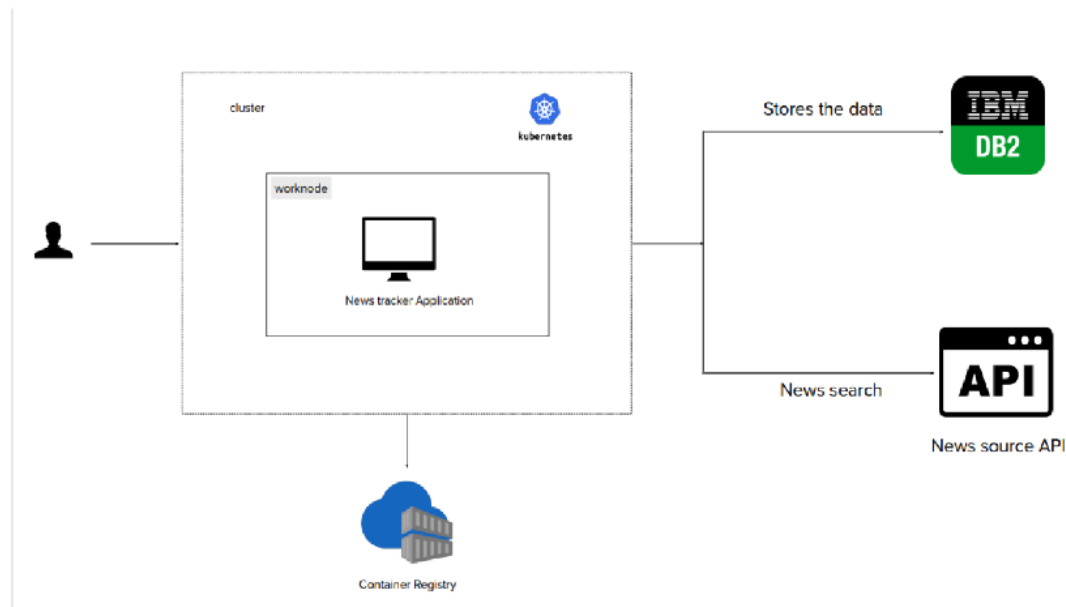 cluster
kubernetes
worknode
News tracker Application
Container Registry
Stores the data
IBM
DB2
News search
API
News source API